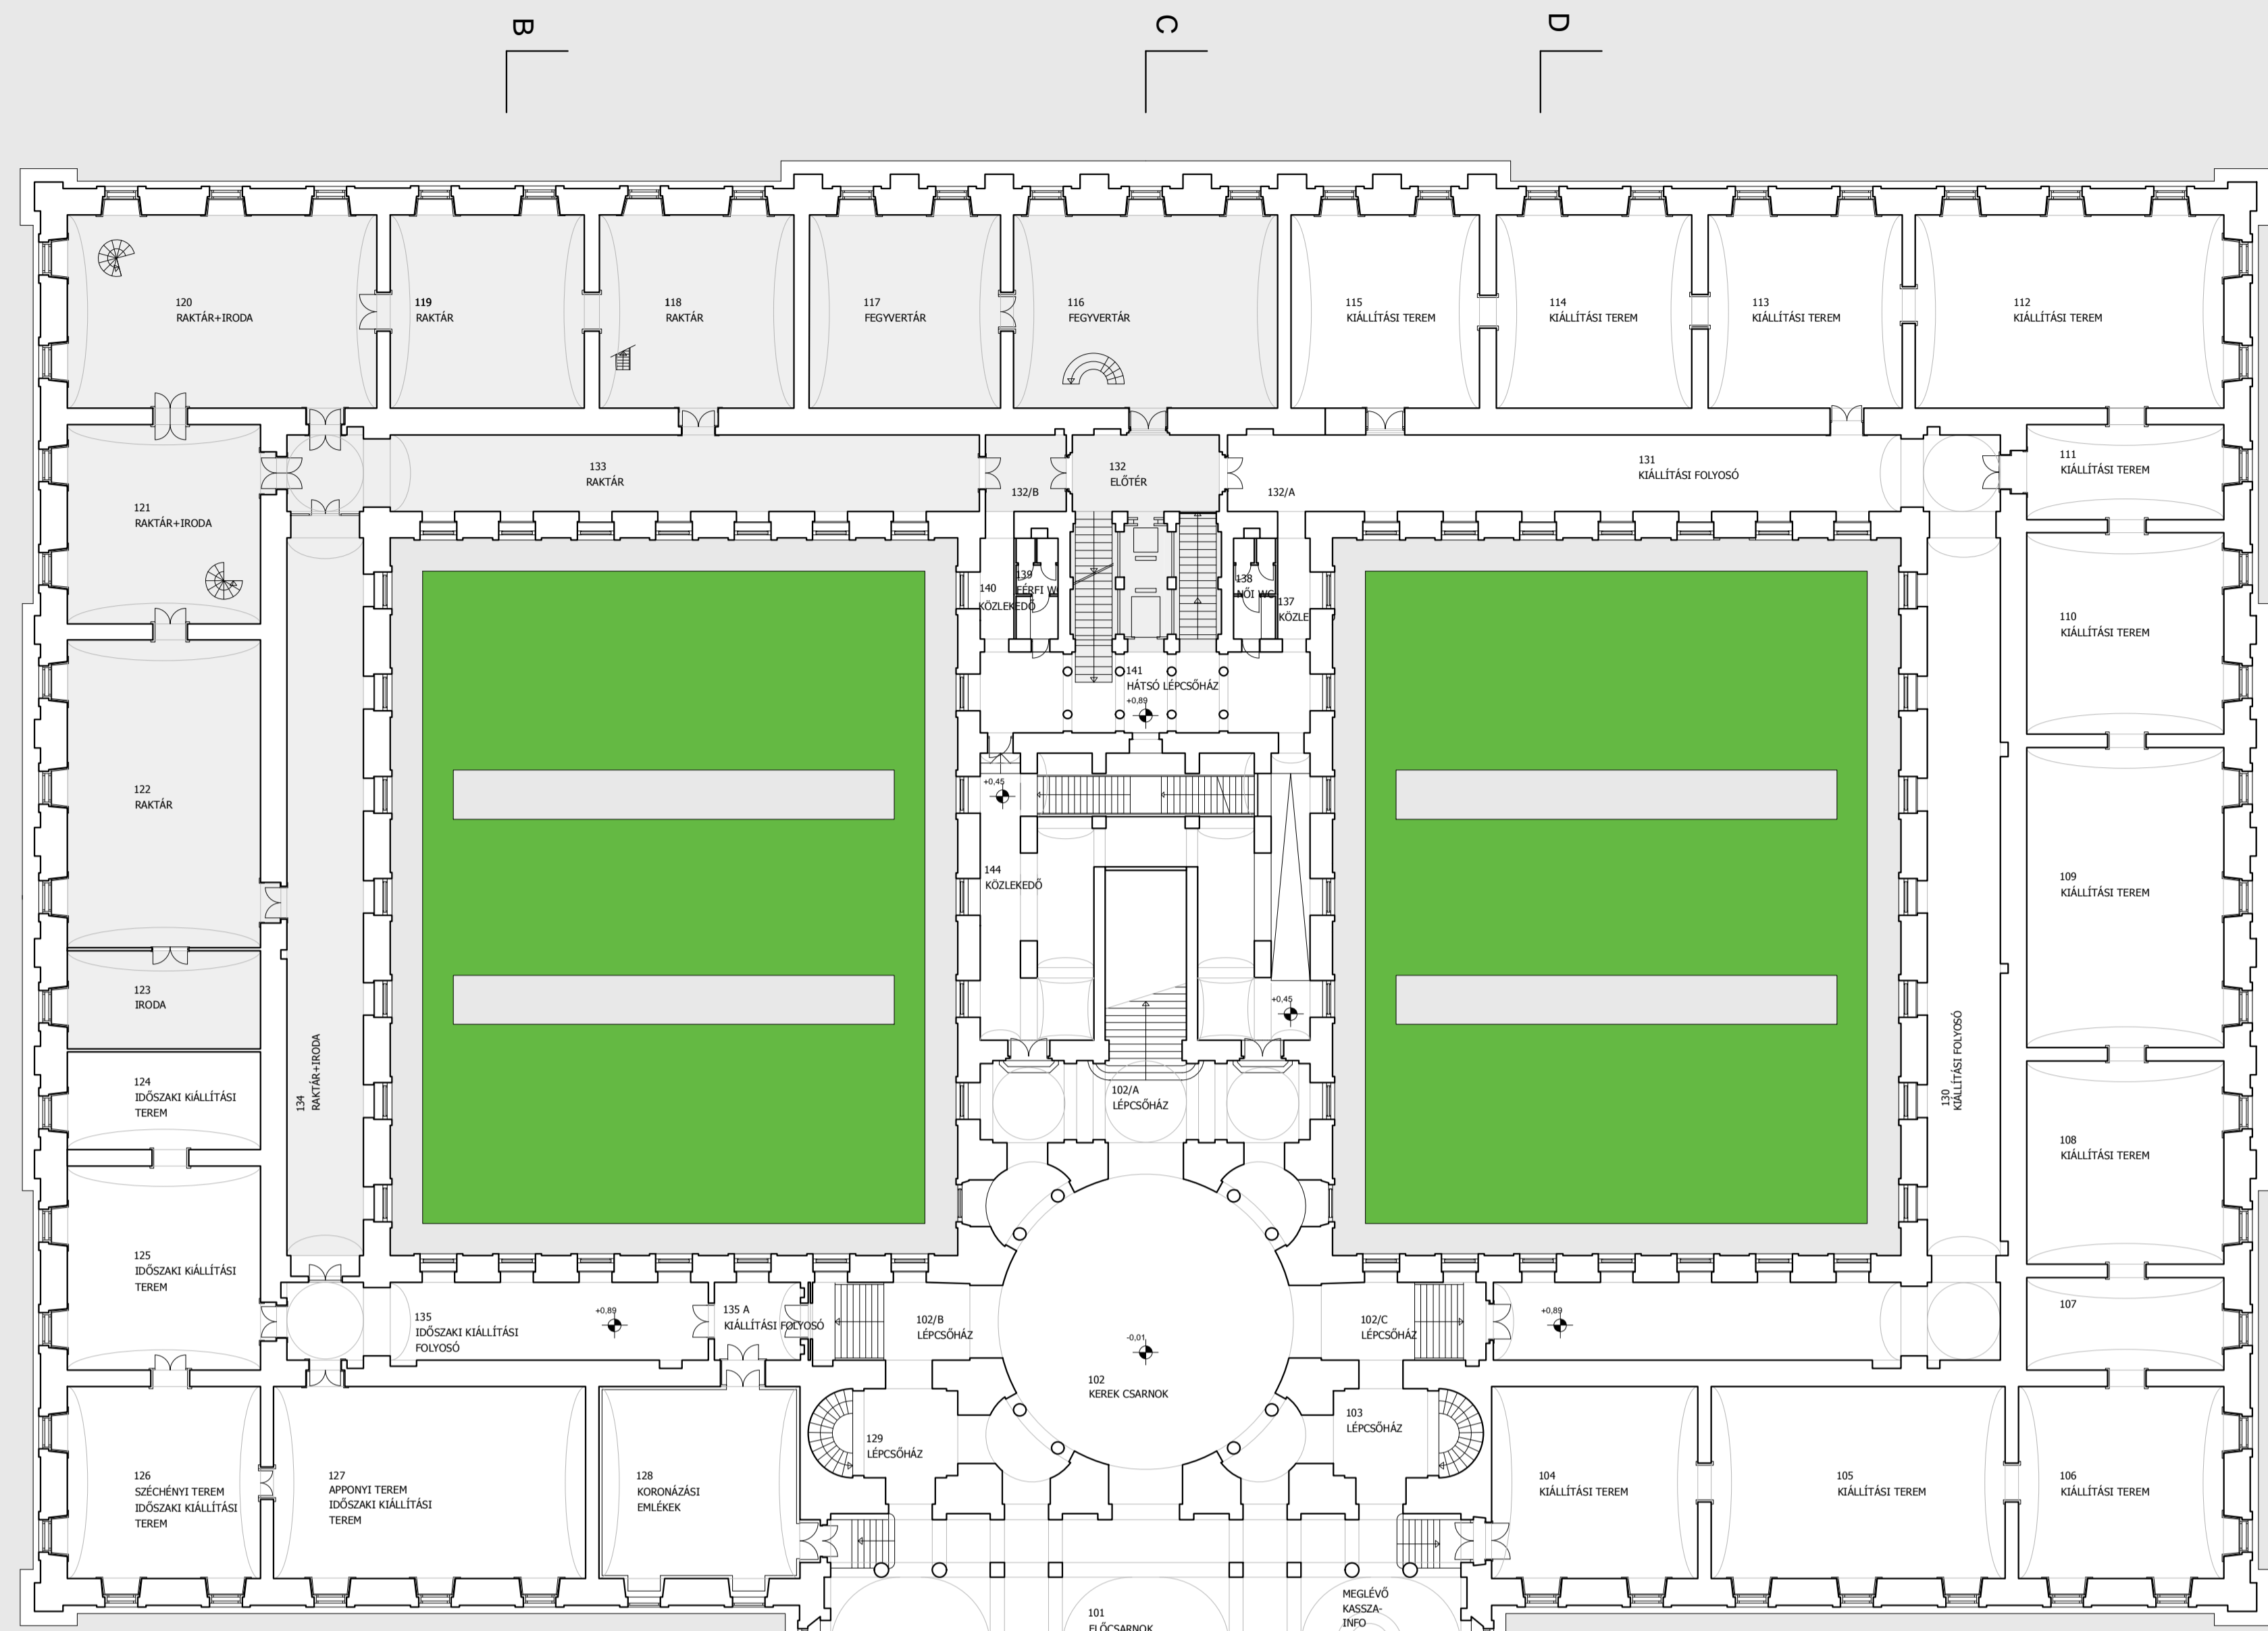 B
C
D
120
RAKTÁR+IRODA
119
RAKTÁR
118
RAKTÁR
117
FEGYVERTÁR
116
FEGYVERTÁR
115
KIÁLLÍTÁSI TEREM
114
KIÁLLÍTÁSI TEREM
113
KIÁLLÍTÁSI TEREM
112
KIÁLLÍTÁSI TEREM
121
RAKTÁR+IRODA
133
RAKTÁR
132/B
132
ELŐTÉR
132/A
131
KIÁLLÍTÁSI FOLYOSÓ
111
KIÁLLÍTÁSI TEREM
140
KÖZLEKEDŐ
139
FÉRFI W
138
NŐI WC
137
KÖZLE
110
KIÁLLÍTÁSI TEREM
141
HÁTSÓ LÉPCSŐHÁZ
+0,89
122
RAKTÁR
+0,45
144
KÖZLEKEDŐ
109
KIÁLLÍTÁSI TEREM
123
IRODA
+0,45
134
RAKTÁR+IRODA
130
KIÁLLÍTÁSI FOLYOSÓ
124
IDŐSZAKI KiÁLLÍTÁSI
TEREM
102/A
LÉPCSŐHÁZ
108
KIÁLLÍTÁSI TEREM
125
IDŐSZAKI KiÁLLÍTÁSI
TEREM
135
IDŐSZAKI KIÁLLÍTÁSI
FOLYOSÓ
+0,89
135 A
KIÁLLÍTÁSI FOLYOSÓ
102/B
LÉPCSŐHÁZ
-0,01
102
KEREK CSARNOK
102/C
LÉPCSŐHÁZ
+0,89
107
126
SZÉCHÉNYI TEREM
IDŐSZAKI KIÁLLÍTÁSI
TEREM
127
APPONYI TEREM
IDŐSZAKI KIÁLLÍTÁSI
TEREM
128
KORONÁZÁSI
EMLÉKEK
129
LÉPCSŐHÁZ
103
LÉPCSŐHÁZ
104
KIÁLLÍTÁSI TEREM
105
KIÁLLÍTÁSI TEREM
106
KIÁLLÍTÁSI TEREM
101
ELŐCSARNOK
MEGLÉVŐ
KASSZA-
INFO